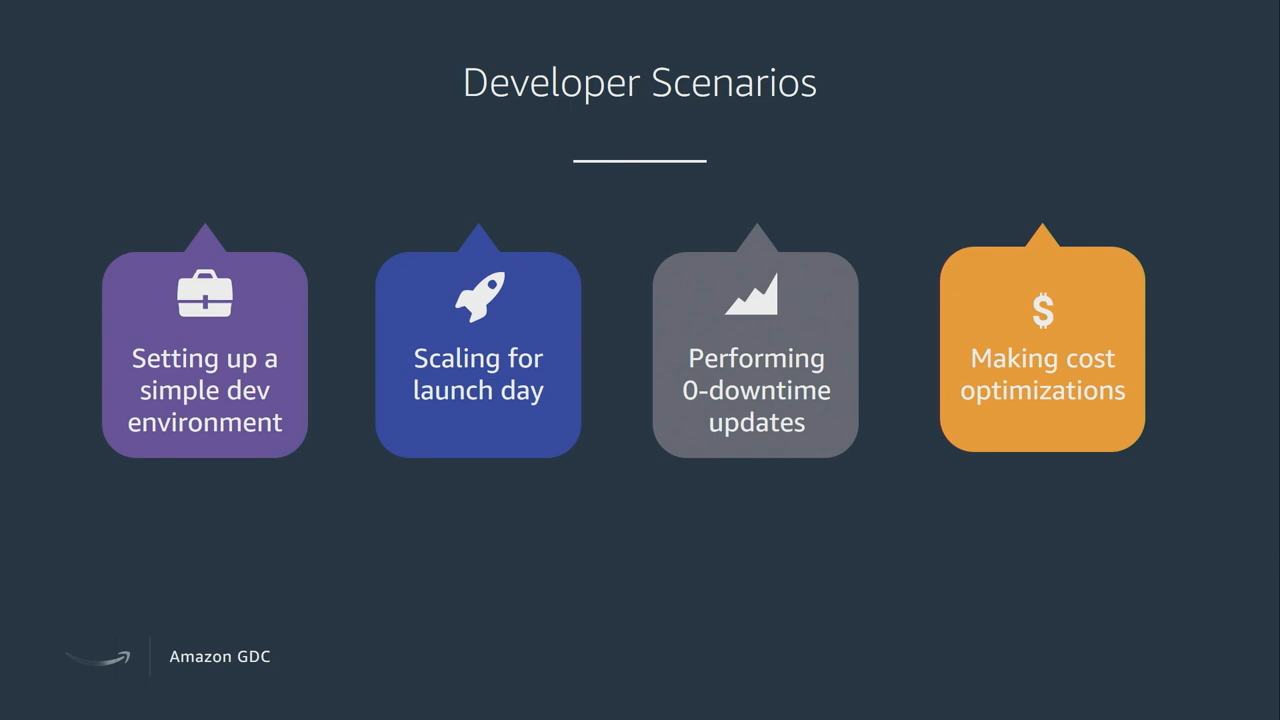 Developer Scenarios
Setting up a
simple dev
environment
Scaling for
launch day
Performing
0-downtime
updates
$
Making cost
optimizations
Amazon GDC